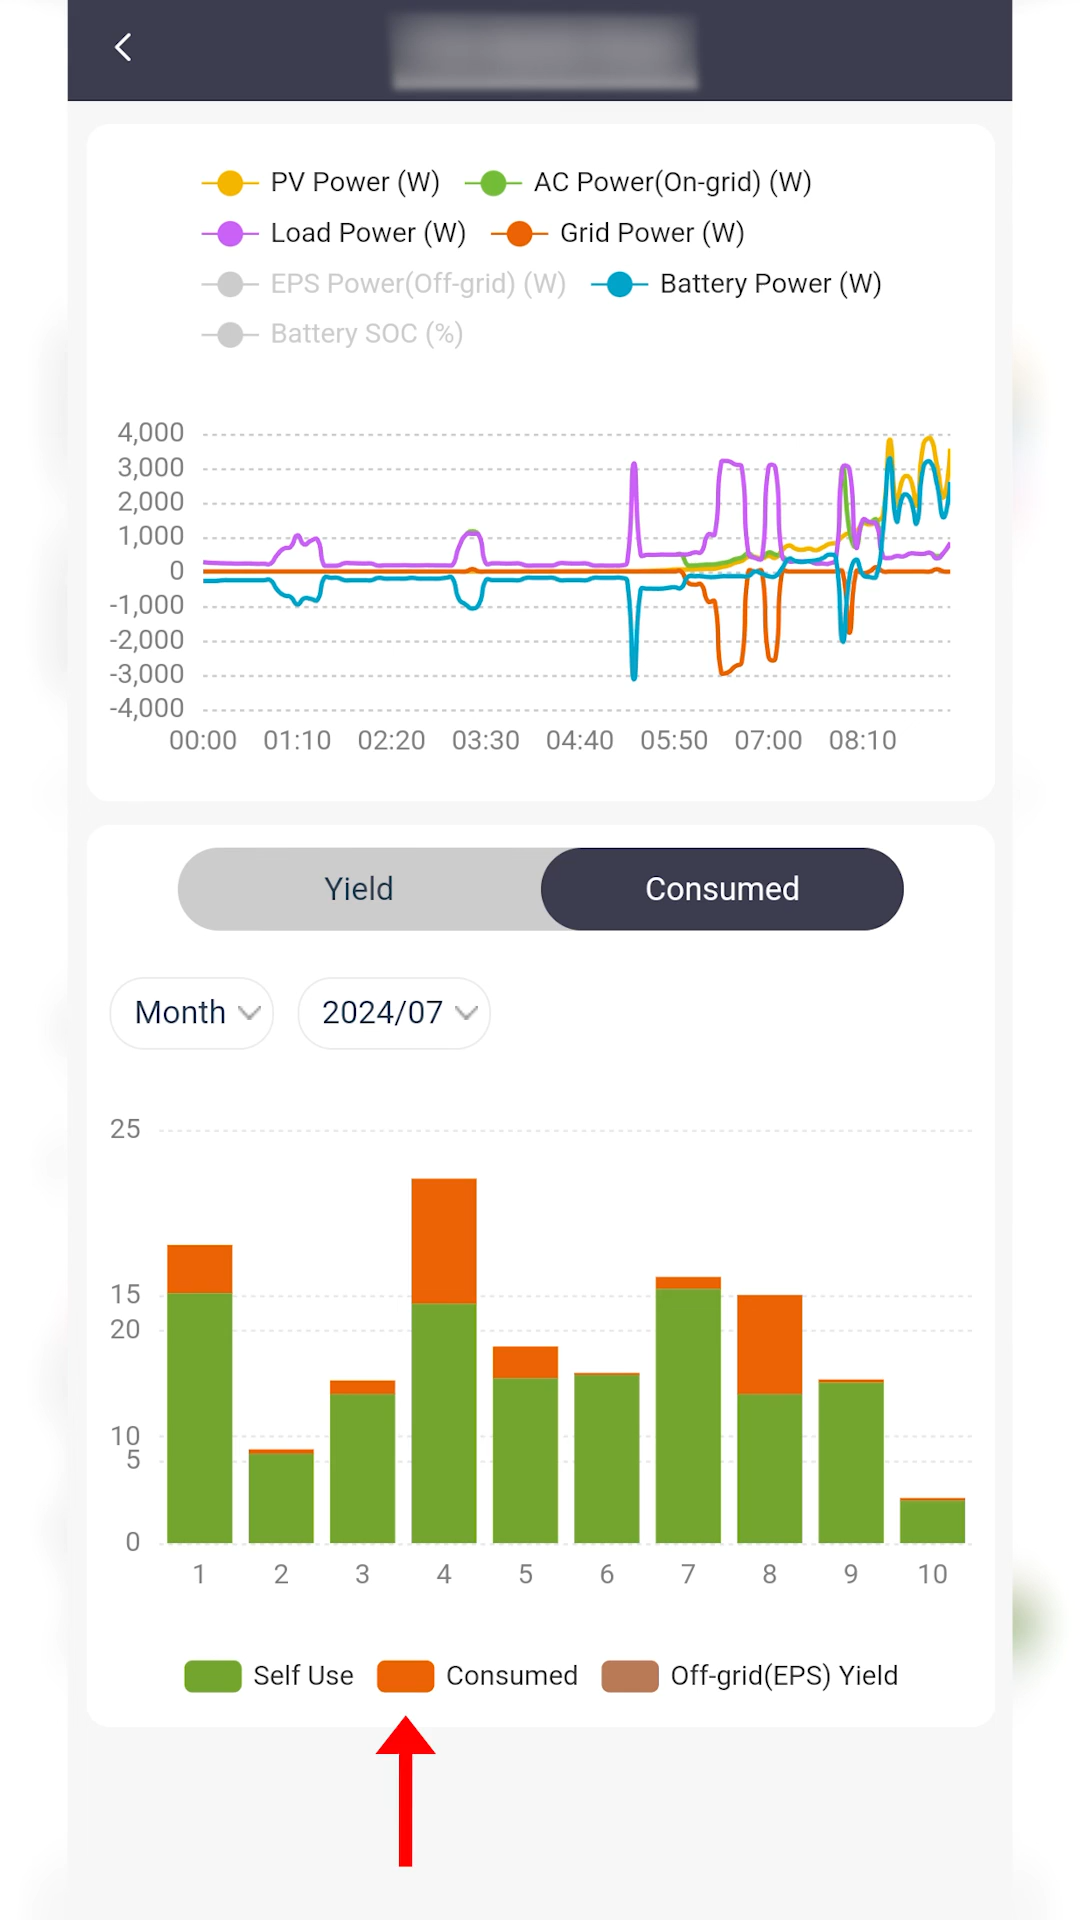 PV Power (W) AC Power(On-grid) (W)
Load Power (W) Grid Power (W)
EPS Power(Off-grid) (W) Battery Power (W)
Battery SOC (%)
4,000
3,000
2,000
1,000
0
-1,000
-2,000
-3,000
-4,000
00:00 01:10 02:20 03:30 04:40 05:50 07:00 08:10
Yield Consumed
Month 2024/07
25
15
20
10
5
0
1 2 3 4 5 6 7 8 9 10
Self Use Consumed Off-grid(EPS) Yield